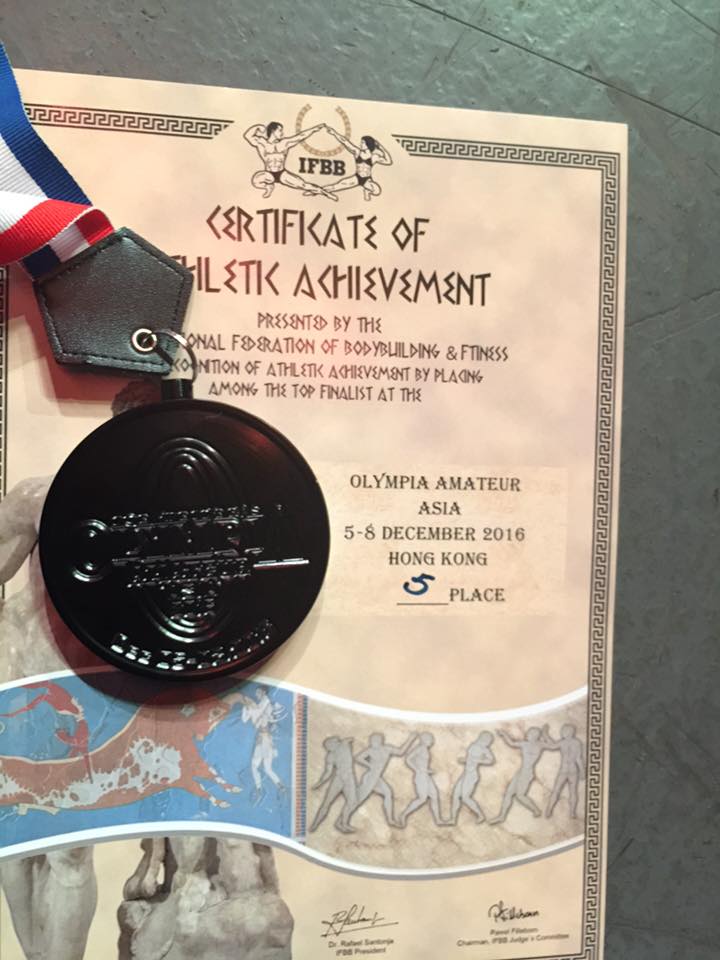 IFBB
CERTIFICATE OF
HLETIC ACHIEVEMENT
PRESENTED BY THE
ONAL FEDERATION OF BODYBUILDING & FTINESS
COGNITION OF ATHLETIC ACHIEVEMENT BY PLACING
AMONG THE TOP FINALIST AT THE
OLYMPIA AMATEUR
ASIA
5-8 DECEMBER 2016
HONG KONG
5 PLACE
Dr. Rafael Santonja
IFBB President
Pawel Filleborn
Chairman, IFBB Judge's Committee